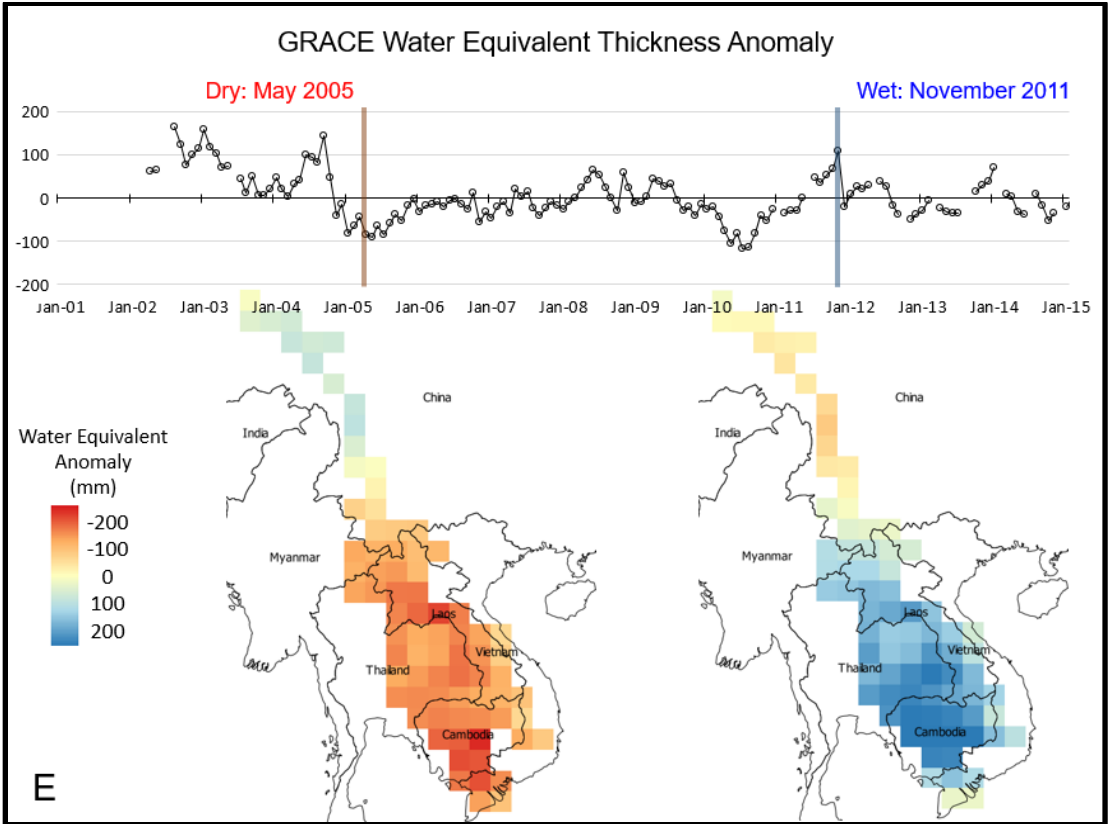 GRACE Water Equivalent Thickness Anomaly
Dry: May 2005
Wet: November 2011
200
100
0
-100
-200
Jan-01 Jan-02 Jan-03 Jan-04 Jan-05 Jan-06 Jan-07 Jan-08 Jan-09 Jan-10 Jan-11 Jan-12 Jan-13 Jan-14 Jan-15
Water Equivalent
Anomaly
(mm)
-200
-100
0
100
200
China
India
Myanmar
Laos
Vietnam
Thailand
Cambodia
China
India
Myanmar
Laos
Vietnam
Thailand
Cambodia
E